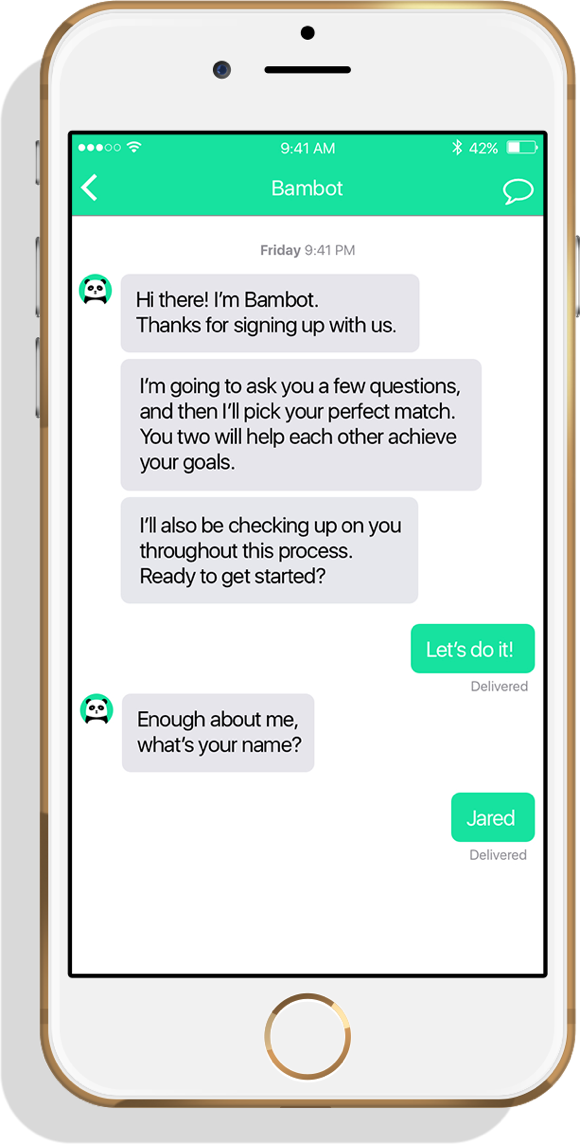 9:41 AM 42%
Bambot
Friday 9:41 PM
Hi there! I'm Bambot.
Thanks for signing up with us.
I'm going to ask you a few questions,
and then I'll pick your perfect match.
You two will help each other achieve
your goals.
I'll also be checking up on you
throughout this process.
Ready to get started?
Let's do it!
Delivered
Enough about me,
what's your name?
Jared
Delivered